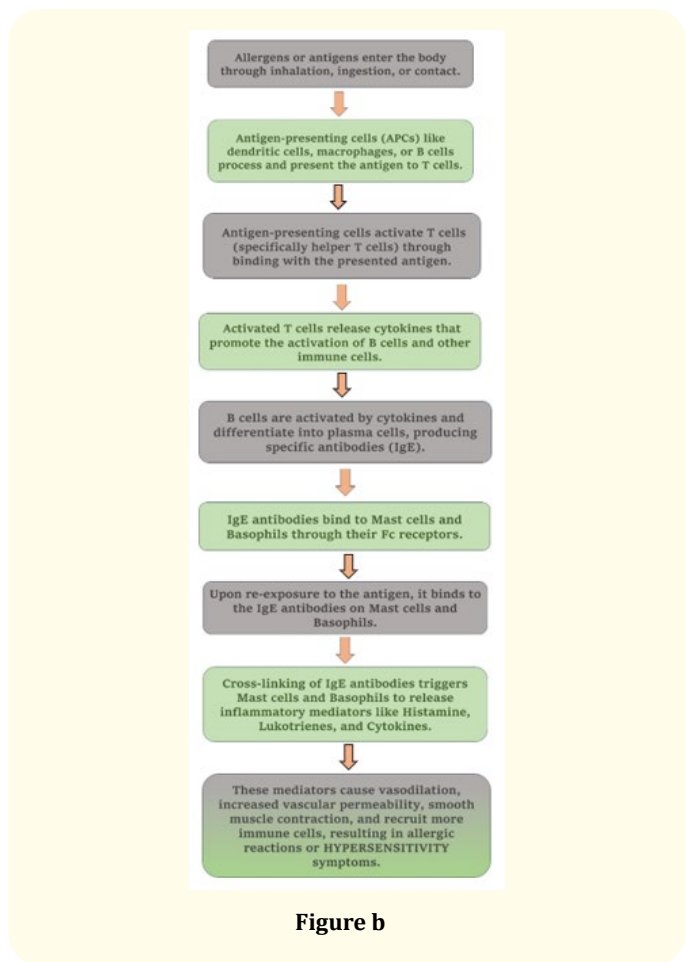 Allergens or antigens enter the body
through inhalation, ingestion, or contact.
Antigen-presenting cells (APCs) like
dendritic cells, macrophages, or B cells
process and present the antigen to T cells.
Antigen-presenting cells activate T cells
(specifically helper T cells) through
binding with the presented antigen.
Activated T cells release cytokines that
promote the activation of B cells and other
immune cells.
B cells are activated by cytokines and
differentiate into plasma cells, producing
specific antibodies (IgE).
IgE antibodies bind to Mast cells and
Basophils through their Fc receptors.
Upon re-exposure to the antigen, it binds to
the IgE antibodies on Mast cells and
Basophils.
Cross-linking of IgE antibodies triggers
Mast cells and Basophils to release
inflammatory mediators like Histamine,
Lukotrienes, and Cytokines.
These mediators cause vasodilation,
increased vascular permeability, smooth
muscle contraction, and recruit more
immune cells, resulting in allergic
reactions or HYPERSENSITIVITY
symptoms.
Figure b